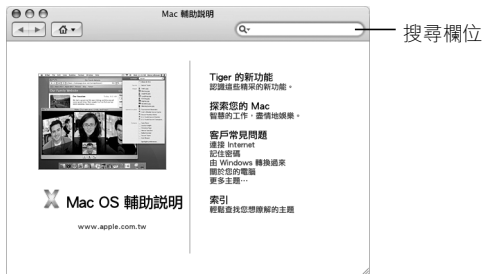 Mac 輔助說明
搜尋欄位
Tiger 的新功能
認識這些精采的新功能。
探索您的 Mac
智慧的工作，盡情地娛樂。
客戶常見問題
連接 Internet
記住密碼
由 Windows 轉換過來
關於您的電腦
更多主題…
索引
輕鬆查找您想瞭解的主題
Mac OS 輔助說明
www.apple.com.tw